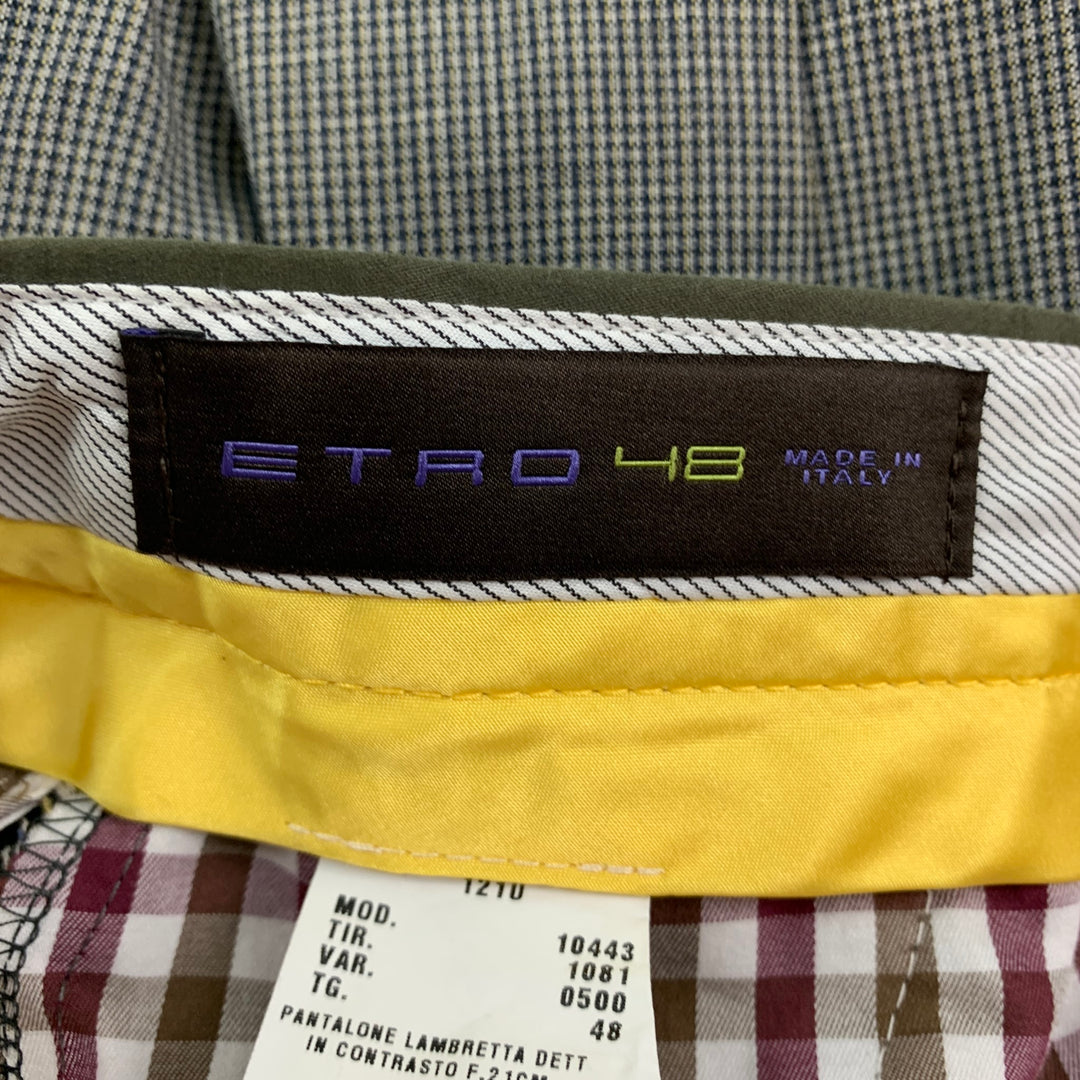 ETRO 48 MADE IN ITALY
1210
MOD. 10443
TIR. 1081
VAR. 0500
TG. 48
PANTALONE LAMBRETTA DETT
IN CONTRASTO F.21CM